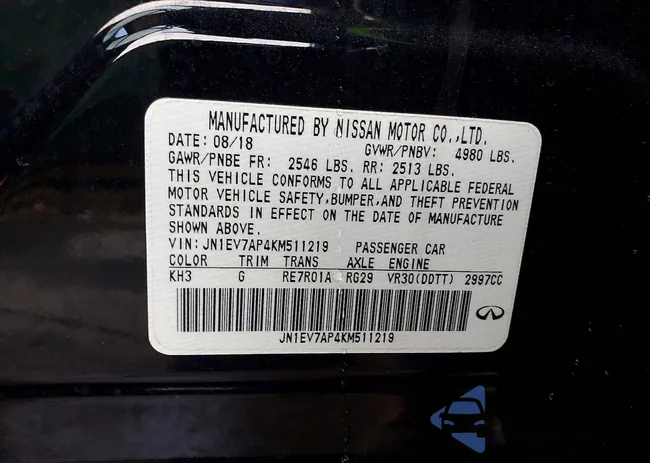 MANUFACTURED BY NISSAN MOTOR CO.,LTD.
DATE: 08/18 GVWR/PNBV: 4980 LBS.
GAWR/PNBE FR: 2546 LBS. RR: 2513 LBS.
THIS VEHICLE CONFORMS TO ALL APPLICABLE FEDERAL
MOTOR VEHICLE SAFETY,BUMPER,AND THEFT PREVENTION
STANDARDS IN EFFECT ON THE DATE OF MANUFACTURE
SHOWN ABOVE.
VIN: JN1EV7AP4KM511219 PASSENGER CAR
COLOR TRIM TRANS AXLE ENGINE
KH3 G RE7R01A RG29 VR30(DDTT) 2997CC
JN1EV7AP4KM511219